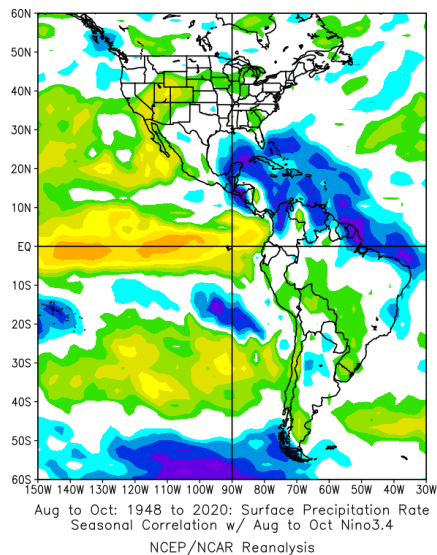 60N
50N
40N
30N
20N
10N
EQ
10S
20S
30S
40S
50S
60S
150W 140W 130W 120W 110W 100W 90W 80W 70W 60W 50W 40W 30W
Aug to Oct: 1948 to 2020: Surface Precipitation Rate
Seasonal Correlation w/ Aug to Oct Nino3.4
NCEP/NCAR Reanalysis